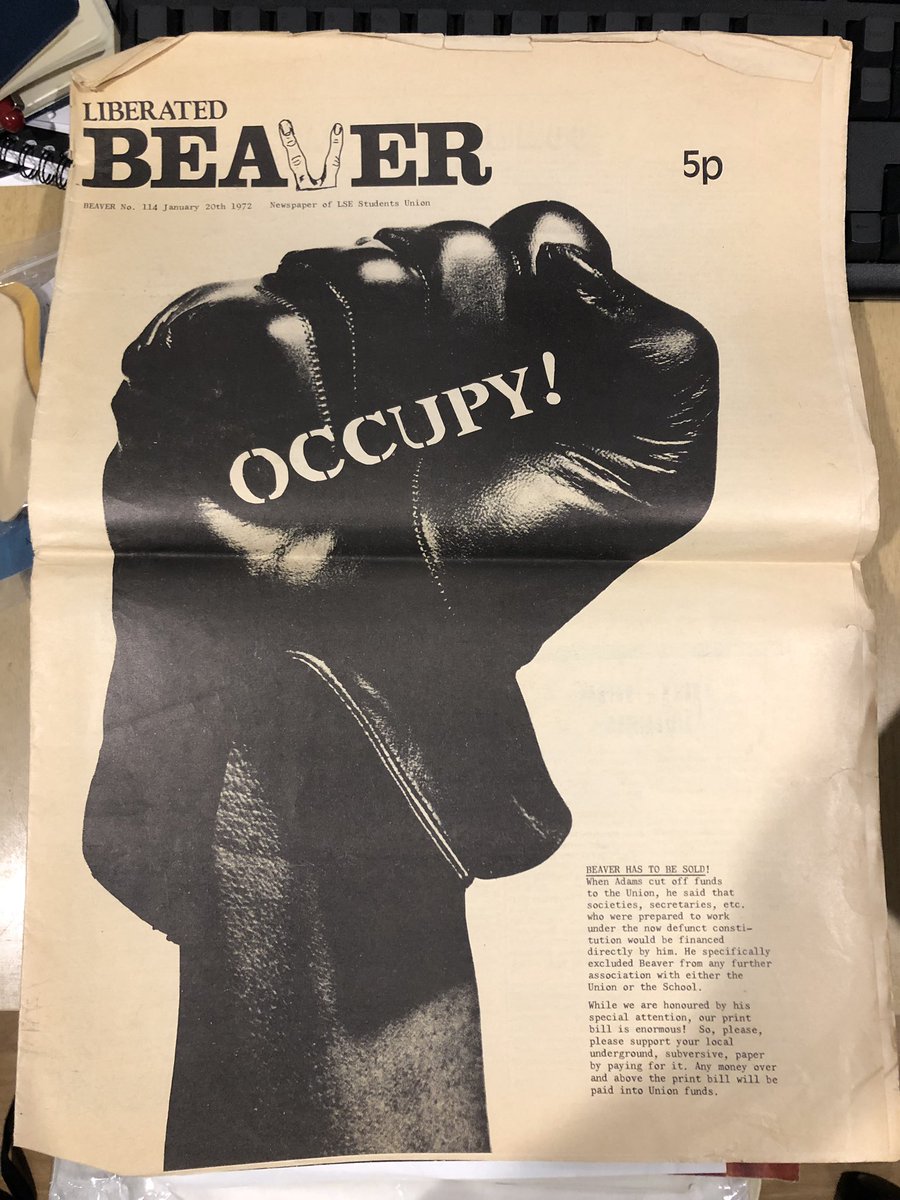 LIBERATED
BEAVER
5p
BEAVER No. 114 January 20th 1972 Newspaper of LSE Students Union
OCCUPY!
BEAVER HAS TO BE SOLD!
When Adams cut off funds
to the Union, he said that
societies, secretaries, etc.
who were prepared to work
under the now defunct consti-
tution would be financed
directly by him. He specifically
excluded Beaver from any further
association with either the
Union or the School.
While we are honoured by his
special attention, our print
bill is enormous! So, please,
please support your local
underground, subversive, paper
by paying for it. Any money over
and above the print bill will be
paid into Union funds.